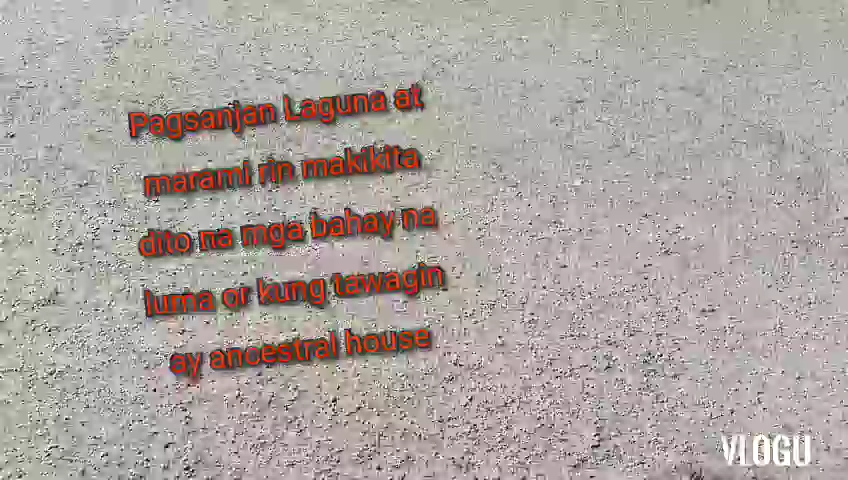 Pagsanjan Laguna at
marami rin makikita
dito na mga bahay na
luma or kung tawagin
ay ancestral house
VLOGU